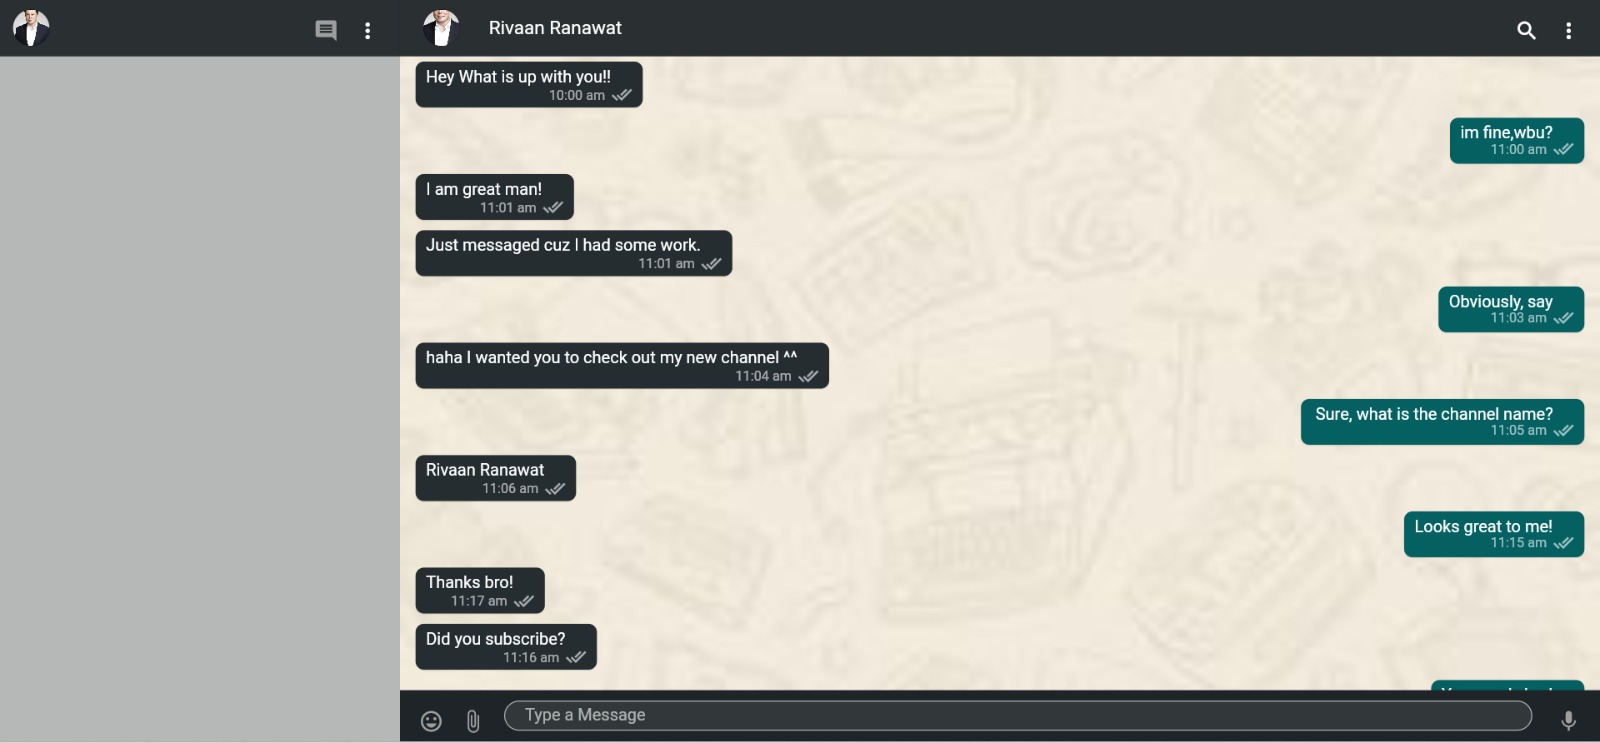 Rivaan Ranawat
Hey What is up with you!!
10:00 am
im fine,wbu?
11:00 am
I am great man!
11:01 am
Just messaged cuz I had some work.
11:01 am
Obviously, say
11:03 am
haha I wanted you to check out my new channel ^^
11:04 am
Sure, what is the channel name?
11:05 am
Rivaan Ranawat
11:06 am
Looks great to me!
11:15 am
Thanks bro!
11:17 am
Did you subscribe?
11:16 am
Type a Message